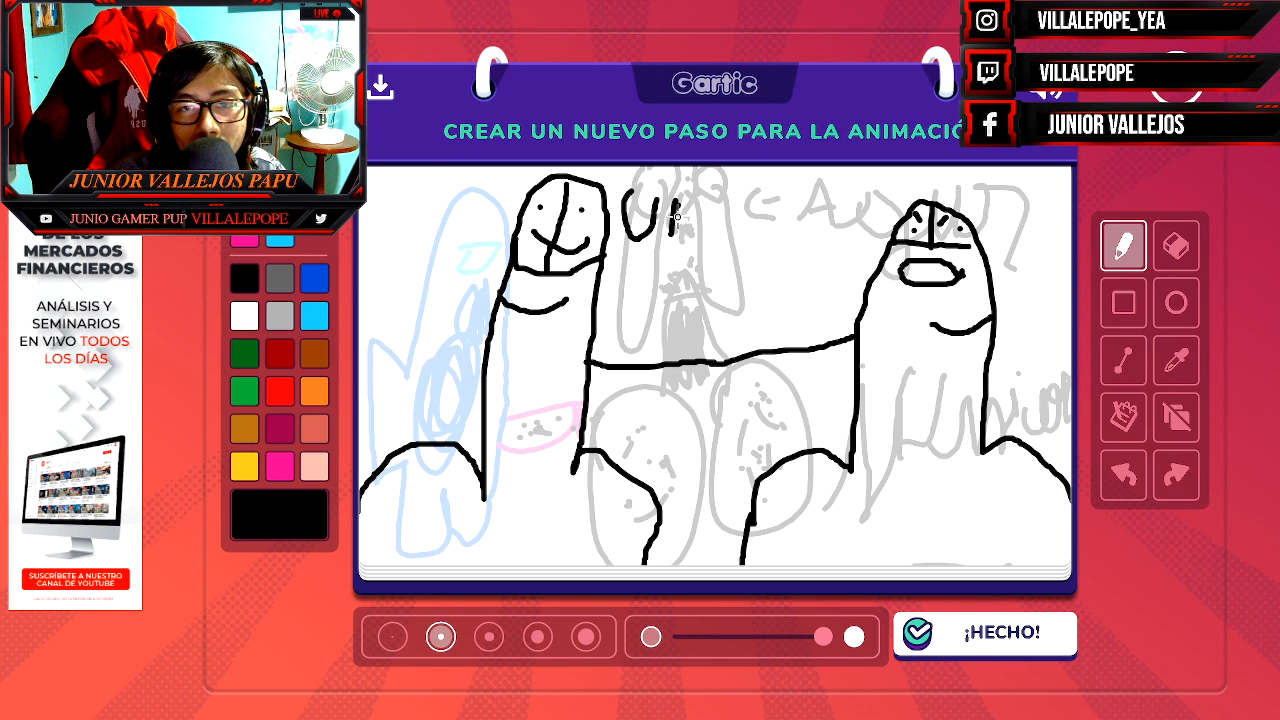 LIVE
JUNIOR VALLEJOS PAPU
JUNIO GAMER PUP VILLALEPOPE
VILLALEPOPE_YEA
VILLALEPOPE
JUNIOR VALLEJOS
Gartic
CREAR UN NUEVO PASO PARA LA ANIMACIÓ
DE LOS
MERCADOS
FINANCIEROS
ANÁLISIS Y
SEMINARIOS
EN VIVO TODOS
LOS DÍAS
SUSCRÍBETE A NUESTRO
CANAL DE YOUTUBE
¡HECHO!